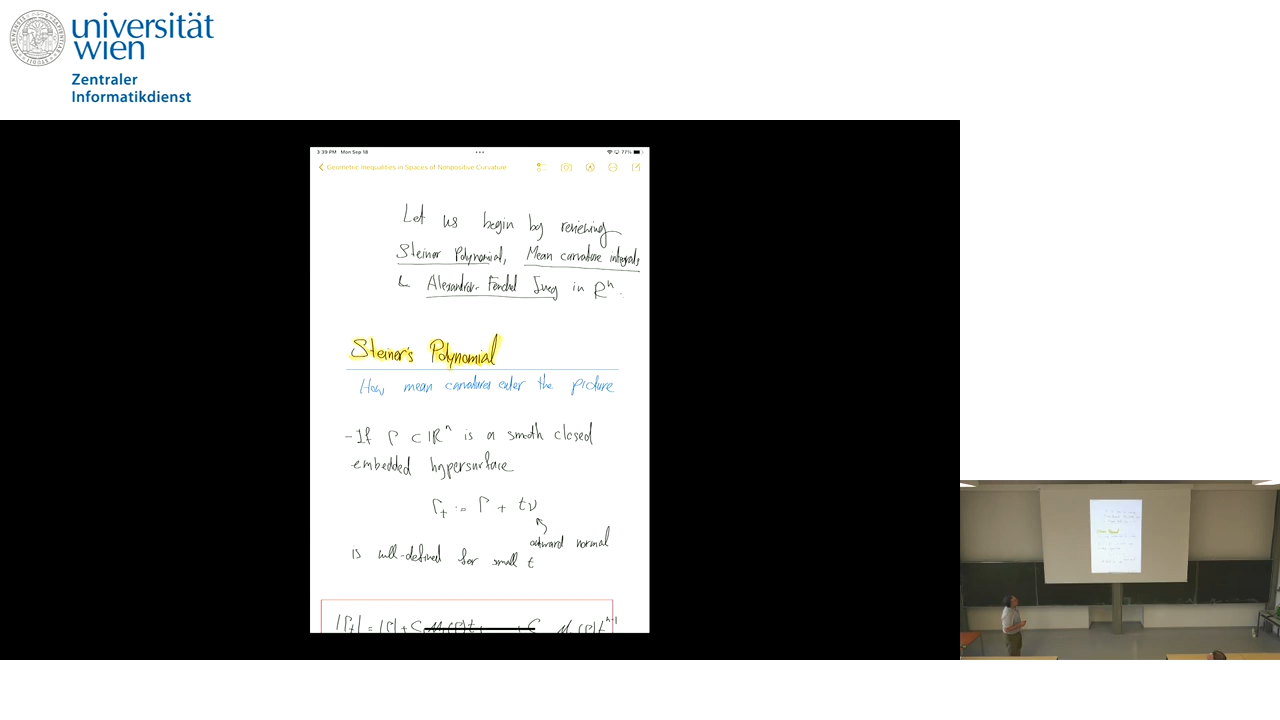 universität
wien
Zentraler
Informatikdienst
3:39 PM Mon Sep 18
77%
Geometric Inequalities in Spaces of Nonpositive Curvature
Let us begin by reviewing
Steiner Polynomial, Mean curvature integrals,
& Alexandrov-Fenchel Ineq in Rⁿ.
Steiner's Polynomial
How mean curvatures enter the picture
- If Γ ⊂ ℝⁿ is a smooth closed
embedded hypersurface
Γₜ := Γ + tν
outward normal
is well-defined for small t
|Γₜ| = |Γ| +